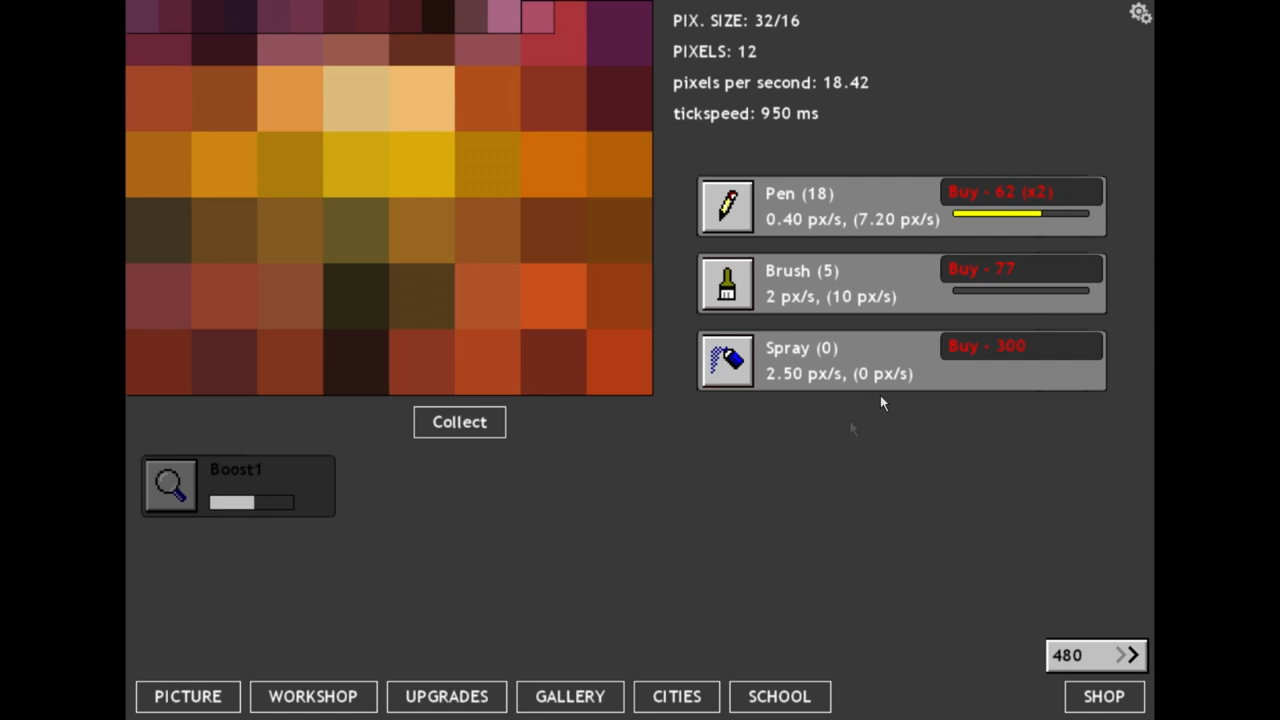 PIX. SIZE: 32/16
PIXELS: 12
pixels per second: 18.42
tickspeed: 950 ms
Pen (18)
Buy - 62 (x2)
0.40 px/s, (7.20 px/s)
Brush (5)
Buy - 77
2 px/s, (10 px/s)
Spray (0)
Buy - 300
2.50 px/s, (0 px/s)
Collect
Boost1
480
PICTURE
WORKSHOP
UPGRADES
GALLERY
CITIES
SCHOOL
SHOP